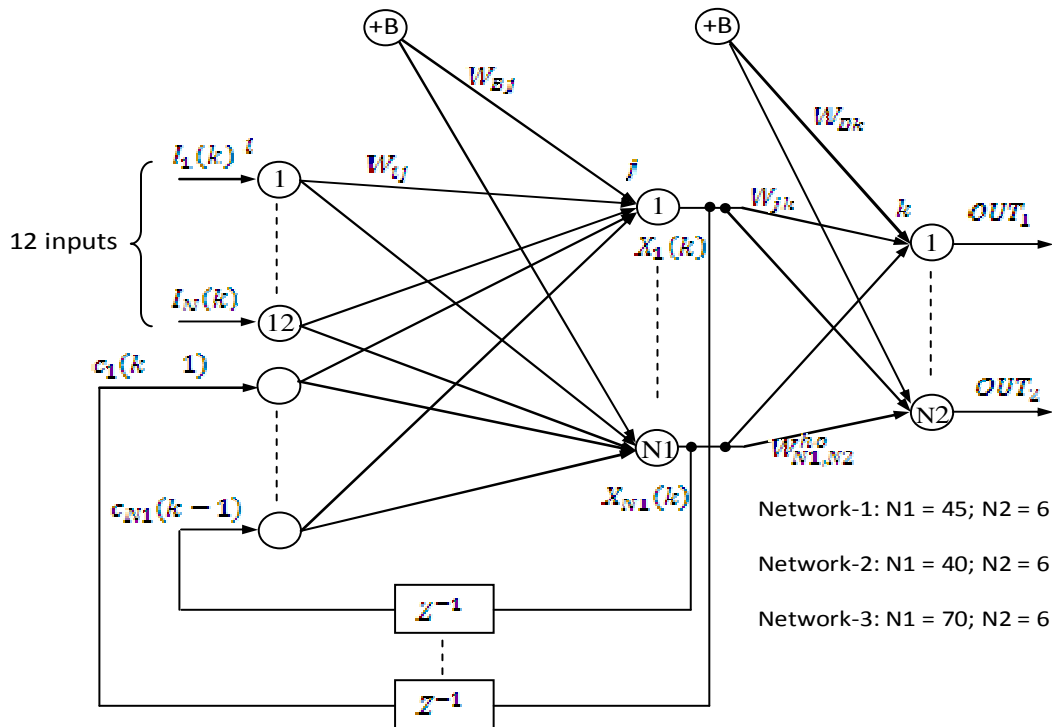 +B
+B
W_Bj
W_Bk
I_1(k)
i
W_ij
j
k
OUT_1
1
1
W_jk
1
12 inputs
X_1(k)
I_N(k)
12
c_1(k 1)
OUT_2
N2
N1
W^ho_N1,N2
c_N1(k − 1)
X_N1(k)
Network-1: N1 = 45; N2 = 6
Network-2: N1 = 40; N2 = 6
Network-3: N1 = 70; N2 = 6
Z^−1
Z^−1